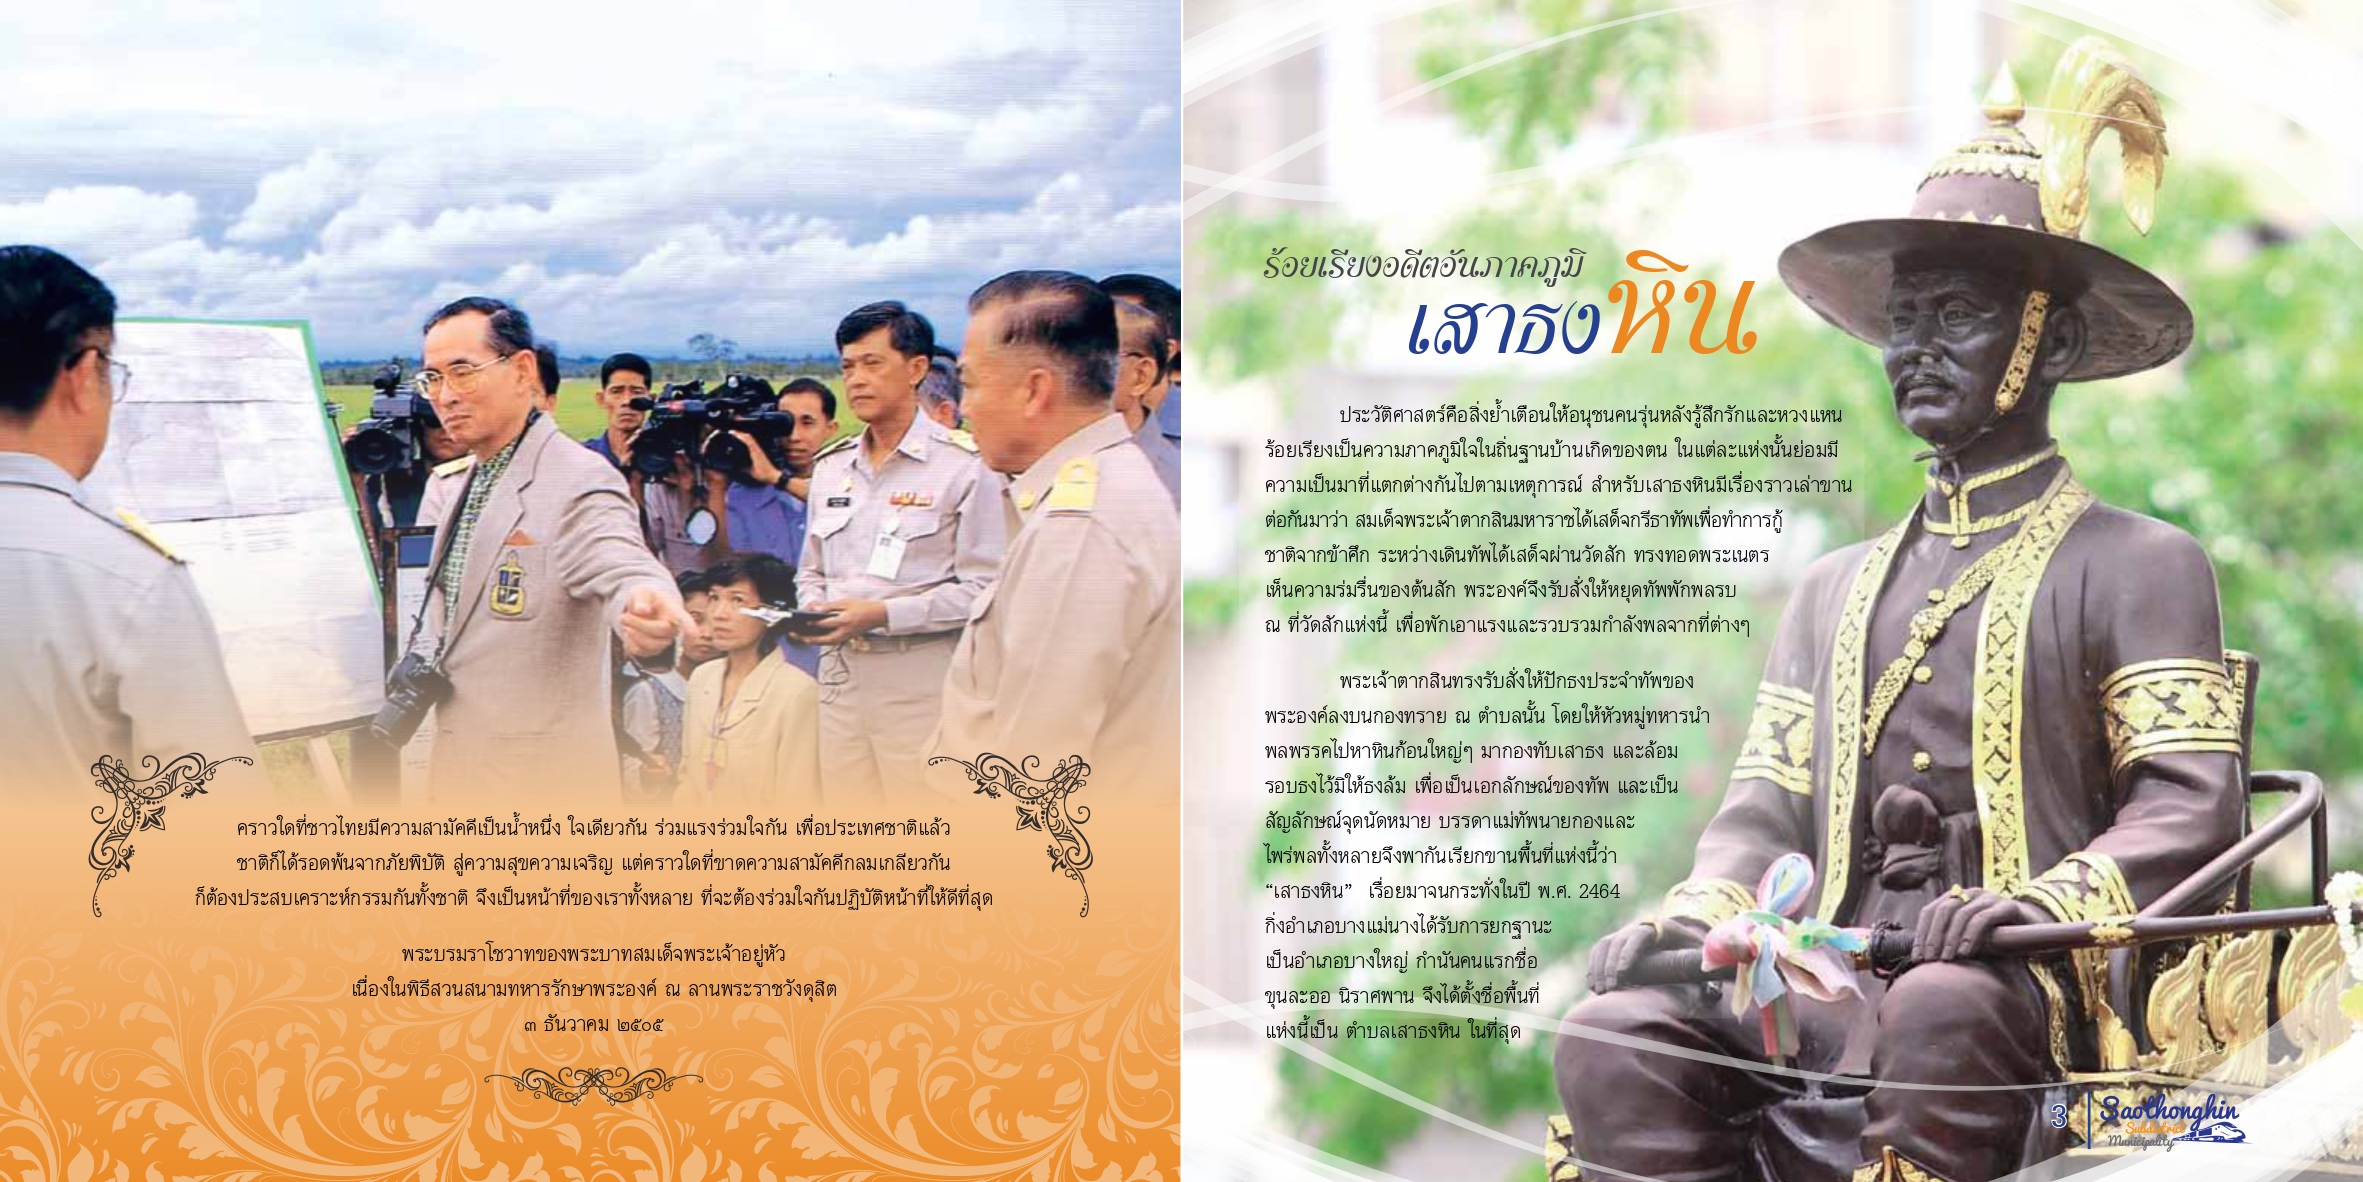 คราวใดที่ชาวไทยมีความสามัคคีเป็นน้ำหนึ่ง ใจเดียวกัน ร่วมแรงร่วมใจกัน เพื่อประเทศชาติแล้ว
ชาติก็ได้รอดพ้นจากภัยพิบัติ สู่ความสุขความเจริญ แต่คราวใดที่ขาดความสามัคคีกลมเกลียวกัน
ก็ต้องประสบเคราะห์กรรมกันทั้งชาติ จึงเป็นหน้าที่ของเราทั้งหลาย ที่จะต้องร่วมใจกันปฏิบัติหน้าที่ให้ดีที่สุด
พระบรมราโชวาทของพระบาทสมเด็จพระเจ้าอยู่หัว
เนื่องในพิธีสวนสนามทหารรักษาพระองค์ ณ ลานพระราชวังดุสิต
๓ ธันวาคม ๒๕๐๕
ร้อยเรียงอดีตอันภาคภูมิ
เสาธงหิน
ประวัติศาสตร์คือสิ่งย้ำเตือนให้อนุชนคนรุ่นหลังรู้สึกรักและหวงแหน
ร้อยเรียงเป็นความภาคภูมิใจในถิ่นฐานบ้านเกิดของตน ในแต่ละแห่งนั้นย่อมมี
ความเป็นมาที่แตกต่างกันไปตามเหตุการณ์ สำหรับเสาธงหินมีเรื่องราวเล่าขาน
ต่อกันมาว่า สมเด็จพระเจ้าตากสินมหาราชได้เสด็จกรีธาทัพเพื่อทำการกู้
ชาติจากข้าศึก ระหว่างเดินทัพได้เสด็จผ่านวัดสัก ทรงทอดพระเนตร
เห็นความร่มรื่นของต้นสัก พระองค์จึงรับสั่งให้หยุดทัพพักพลรบ
ณ ที่วัดสักแห่งนี้ เพื่อพักเอาแรงและรวบรวมกำลังพลจากที่ต่างๆ
พระเจ้าตากสินทรงรับสั่งให้ปักธงประจำทัพของ
พระองค์ลงบนกองทราย ณ ตำบลนั้น โดยให้หัวหมู่ทหารนำ
พลพรรคไปหาหินก้อนใหญ่ๆ มากองทับเสาธง และล้อม
รอบธงไว้มิให้ธงล้ม เพื่อเป็นเอกลักษณ์ของทัพ และเป็น
สัญลักษณ์จุดนัดหมาย บรรดาแม่ทัพนายกองและ
ไพร่พลทั้งหลายจึงพากันเรียกขานพื้นที่แห่งนี้ว่า
“เสาธงหิน” เรื่อยมาจนกระทั่งในปี พ.ศ. 2464
กิ่งอำเภอบางแม่นางได้รับการยกฐานะ
เป็นอำเภอบางใหญ่ กำนันคนแรกชื่อ
ขุนละออ นิราศพาน จึงได้ตั้งชื่อพื้นที่
แห่งนี้เป็น ตำบลเสาธงหิน ในที่สุด
3
Saothonghin
Subdistrict
Municipality